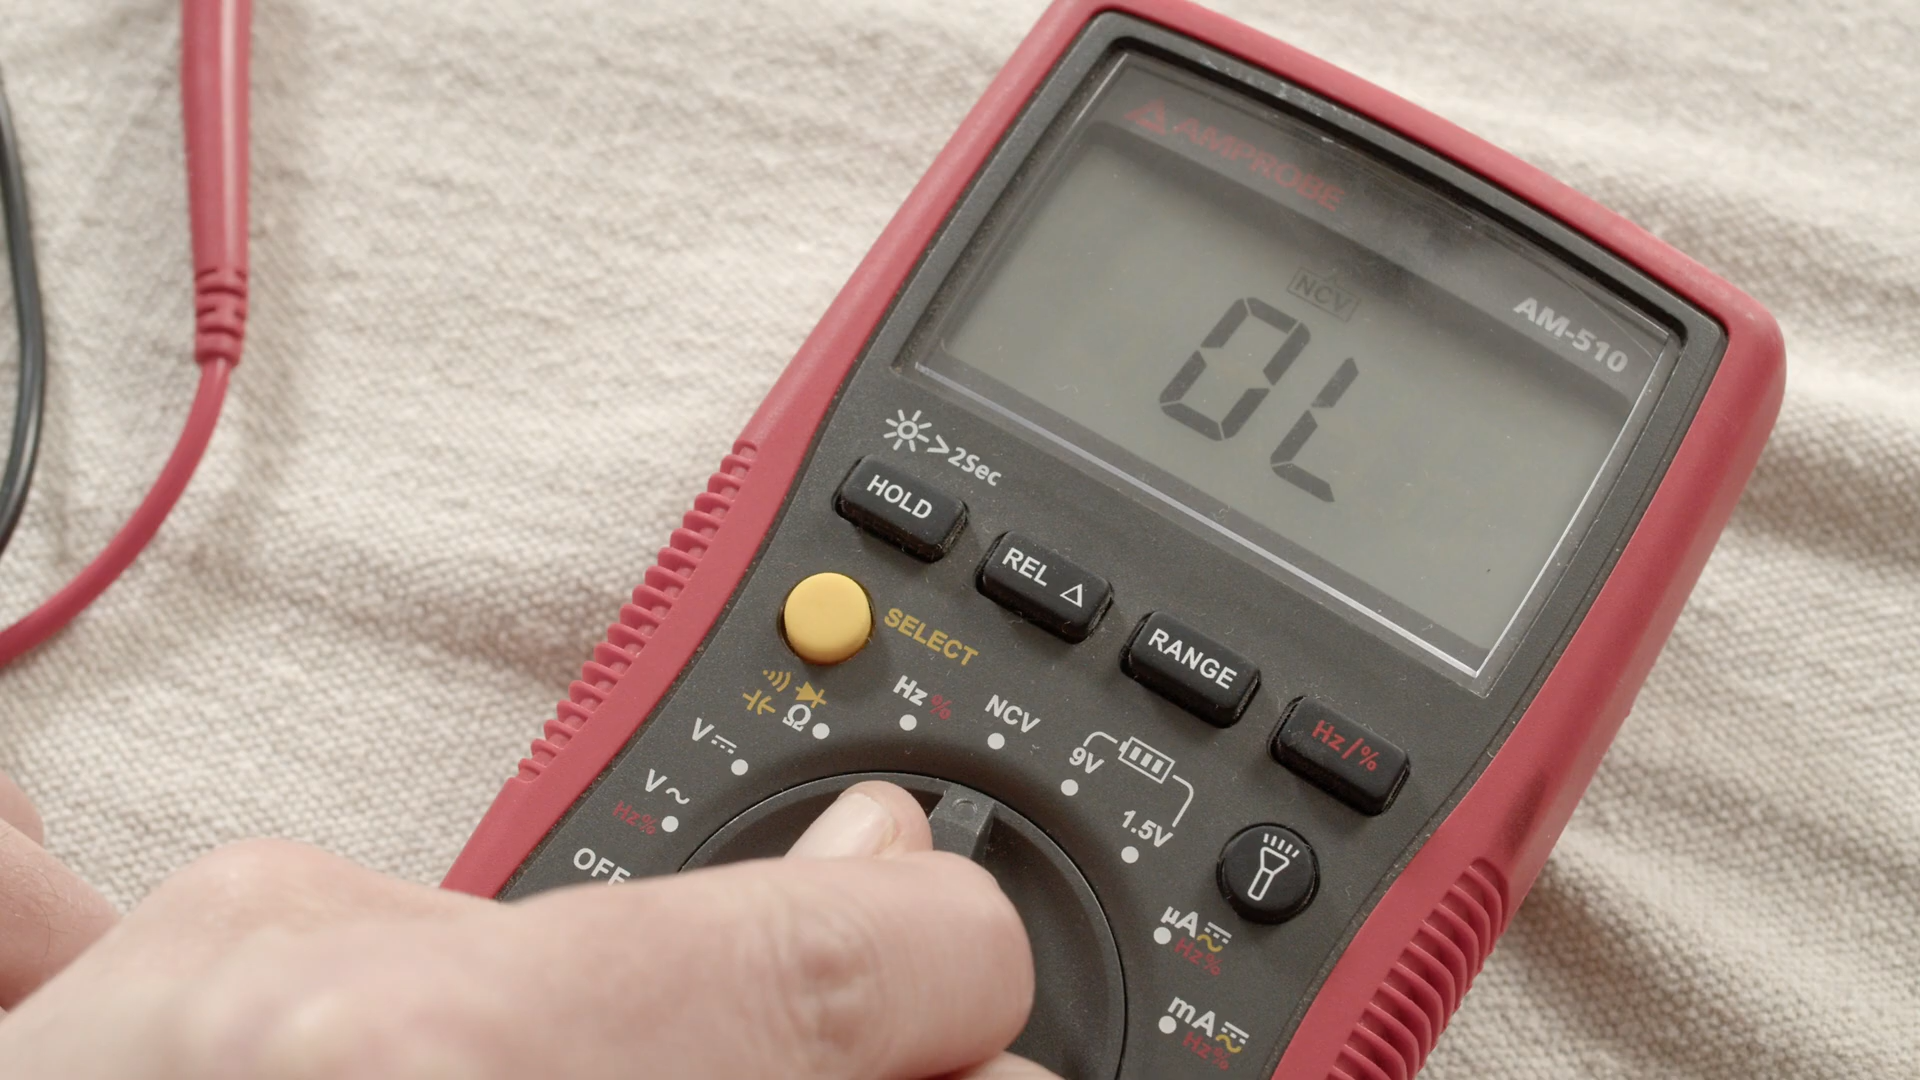 AMPROBE
AM-510
NCV
OL
>2Sec
HOLD
REL Δ
RANGE
Hz/%
SELECT
Ω
Hz %
NCV
9V
1.5V
V
V~
Hz%
OFF
µA
Hz%
mA
Hz%